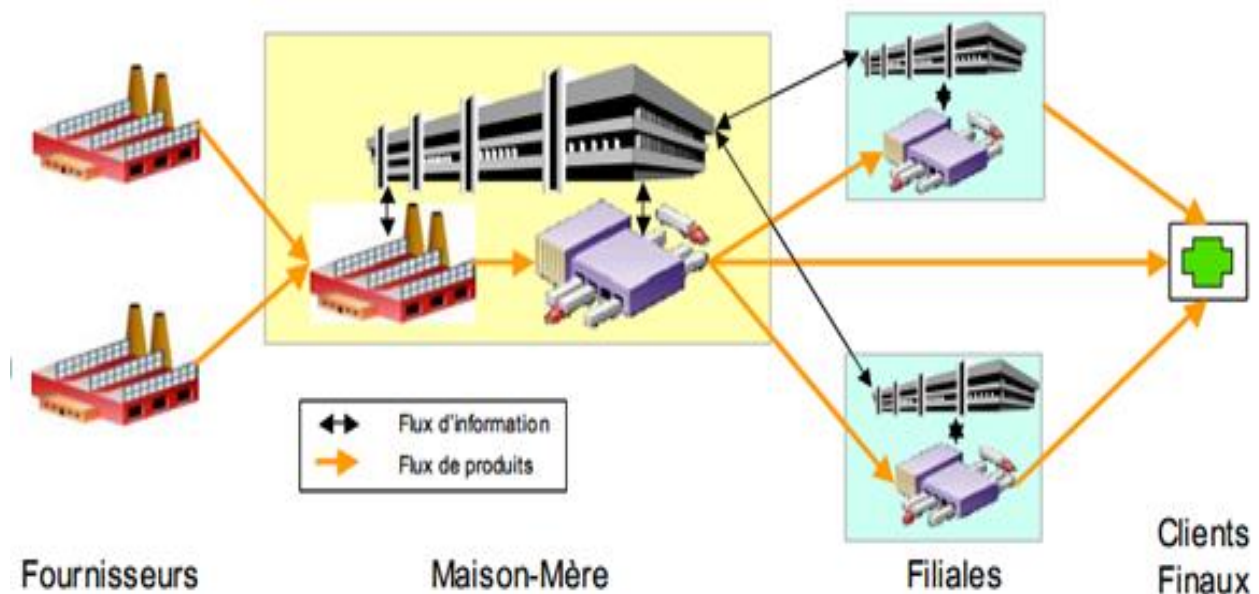 Flux d'information
Flux de produits
Fournisseurs
Maison-Mère
Filiales
Clients
Finaux